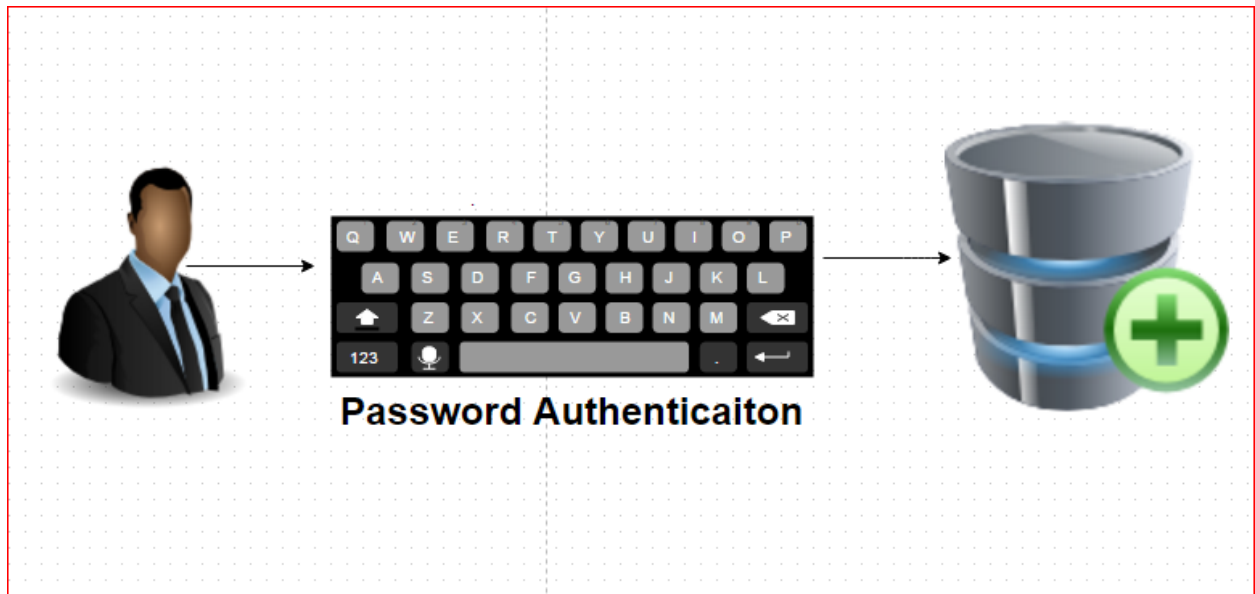 Q W E R T Y U I O P
A S D F G H J K L
Z X C V B N M
123 .
Password Authenticaiton